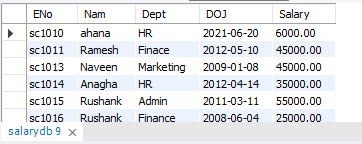 ENo Nam Dept DOJ Salary
sc1010 ahana HR 2021-06-20 6000.00
sc1011 Ramesh Finace 2012-05-10 45000.00
sc1013 Naveen Marketing 2009-01-08 45000.00
sc1014 Anagha HR 2012-04-14 35000.00
sc1015 Rushank Admin 2011-03-11 55000.00
sc1016 Rushank Finance 2008-06-04 25000.00
salarydb 9 x